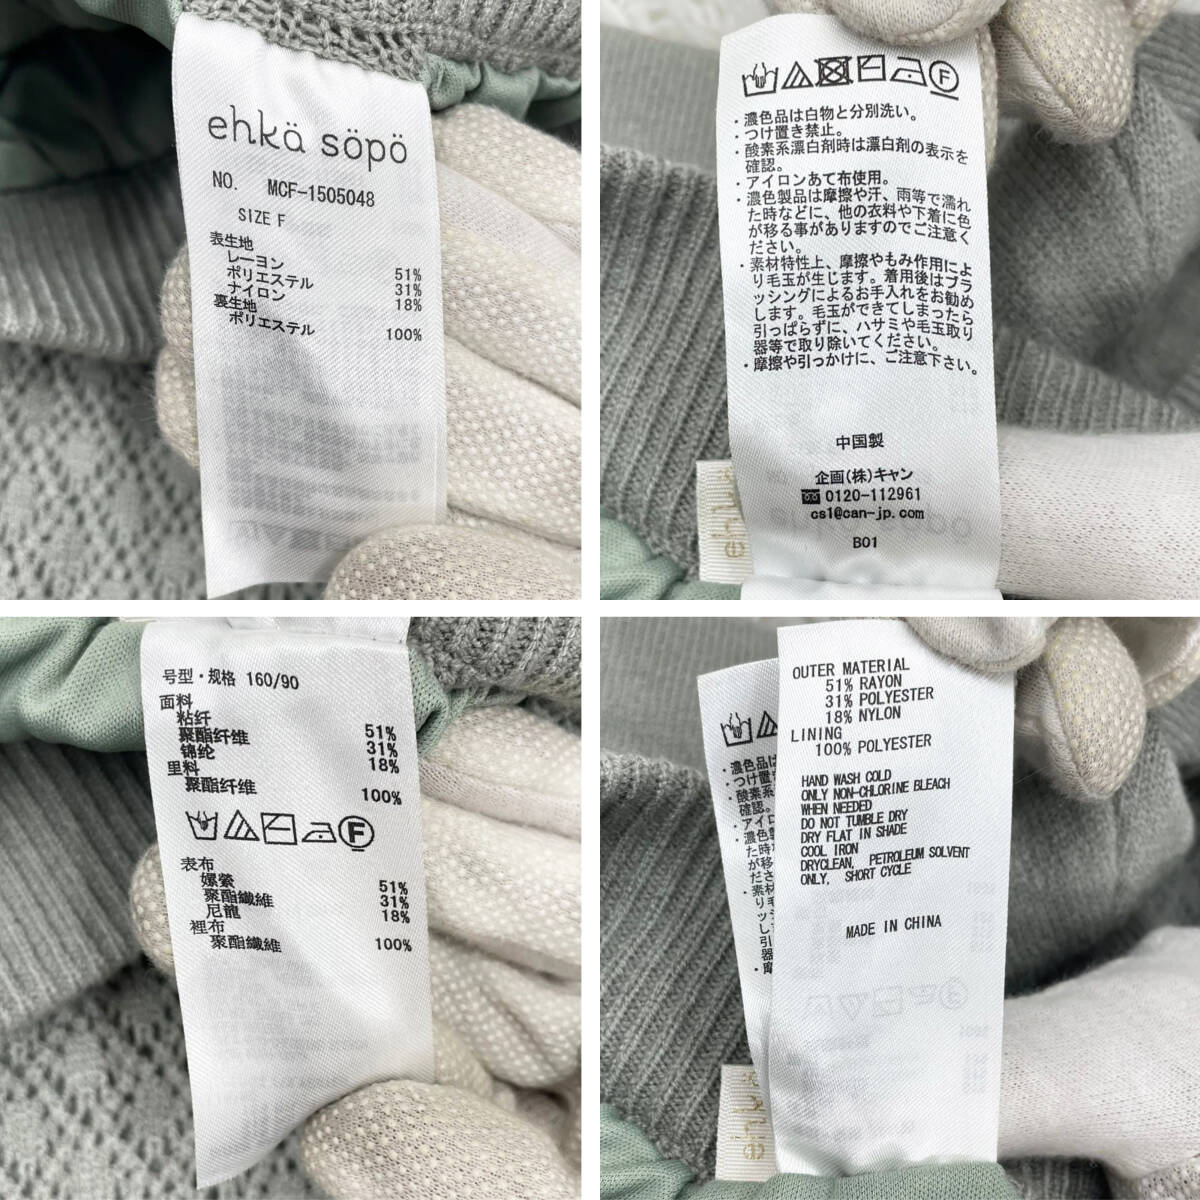 ehkä söpö
NO. MCF-1505048
SIZE F
表生地
レーヨン 51%
ポリエステル 31%
ナイロン 18%
裏生地
ポリエステル 100%
・濃色品は白物と分別洗い。
・つけ置き禁止。
・酸素系漂白剤時は漂白剤の表示を
確認。
・アイロンあて布使用。
・濃色製品は摩擦や汗、雨等で濡れ
た時などに、他の衣料や下着に色
が移る事がありますのでご注意く
ださい。
・素材特性上、摩擦やもみ作用によ
り毛玉が生じます。着用後はブラ
ッシングによるお手入れをお勧め
します。毛玉ができてしまったら
引っぱらずに、ハサミや毛玉取り
器等で取り除いてください。
・摩擦や引っかけに、ご注意下さい。
中国製
企画(株)キャン
0120-112961
cs1@can-jp.com
B01
号型・规格 160/90
面料
粘纤 51%
聚酯纤维 31%
锦纶 18%
里料
聚酯纤维 100%
表布
嫘縈 51%
聚酯纖維 31%
尼龍 18%
裡布
聚酯纖維 100%
OUTER MATERIAL
51% RAYON
31% POLYESTER
18% NYLON
LINING
100% POLYESTER
HAND WASH COLD
ONLY NON-CHLORINE BLEACH
WHEN NEEDED
DO NOT TUMBLE DRY
DRY FLAT IN SHADE
COOL IRON
DRYCLEAN, PETROLEUM SOLVENT
ONLY, SHORT CYCLE
MADE IN CHINA